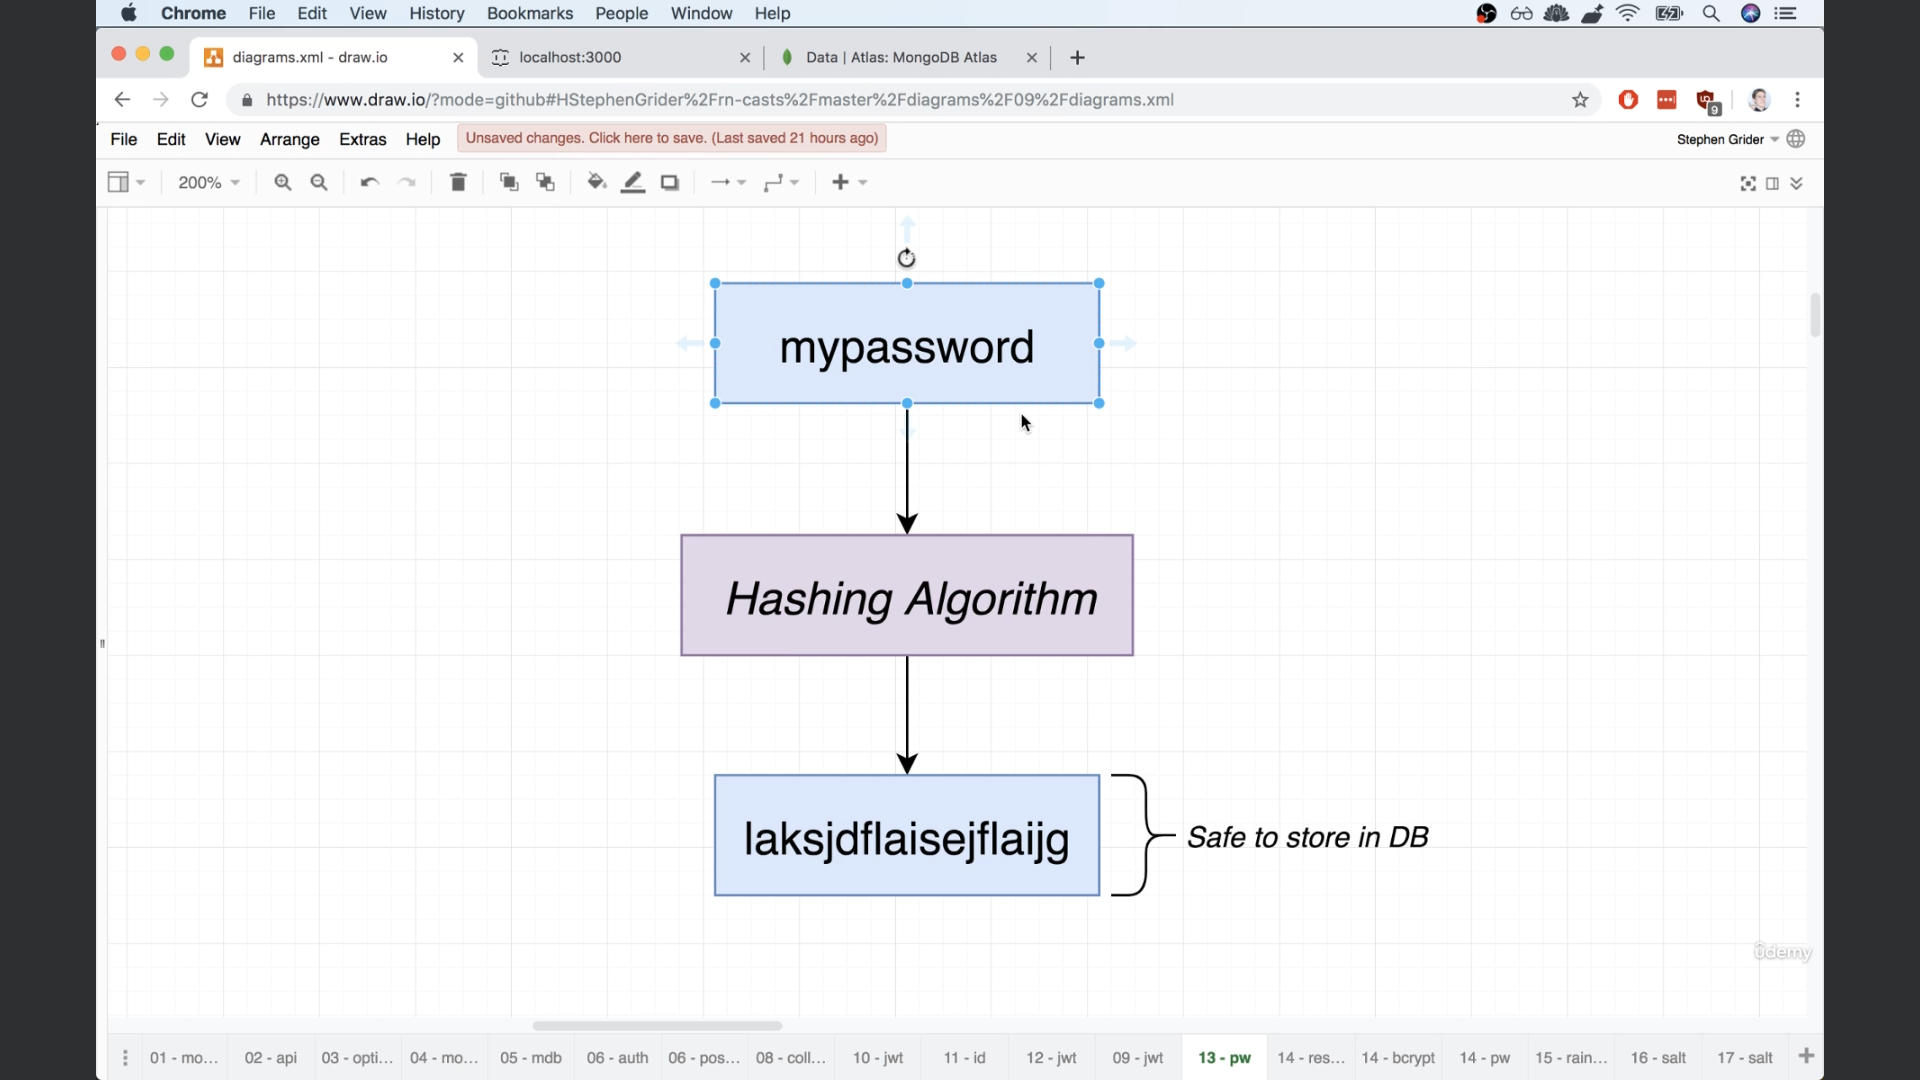 Chrome File Edit View History Bookmarks People Window Help
diagrams.xml - draw.io localhost:3000 Data | Atlas: MongoDB Atlas
https://www.draw.io/?mode=github#HStephenGrider%2Frn-casts%2Fmaster%2Fdiagrams%2F09%2Fdiagrams.xml 9
File Edit View Arrange Extras Help Unsaved changes. Click here to save. (Last saved 21 hours ago) Stephen Grider
200%
mypassword
Hashing Algorithm
laksjdflaisejflaijg
Safe to store in DB
ûdemy
01 - mo... 02 - api 03 - opti... 04 - mo... 05 - mdb 06 - auth 06 - pos... 08 - coll... 10 - jwt 11 - id 12 - jwt 09 - jwt 13 - pw 14 - res... 14 - bcrypt 14 - pw 15 - rain... 16 - salt 17 - salt